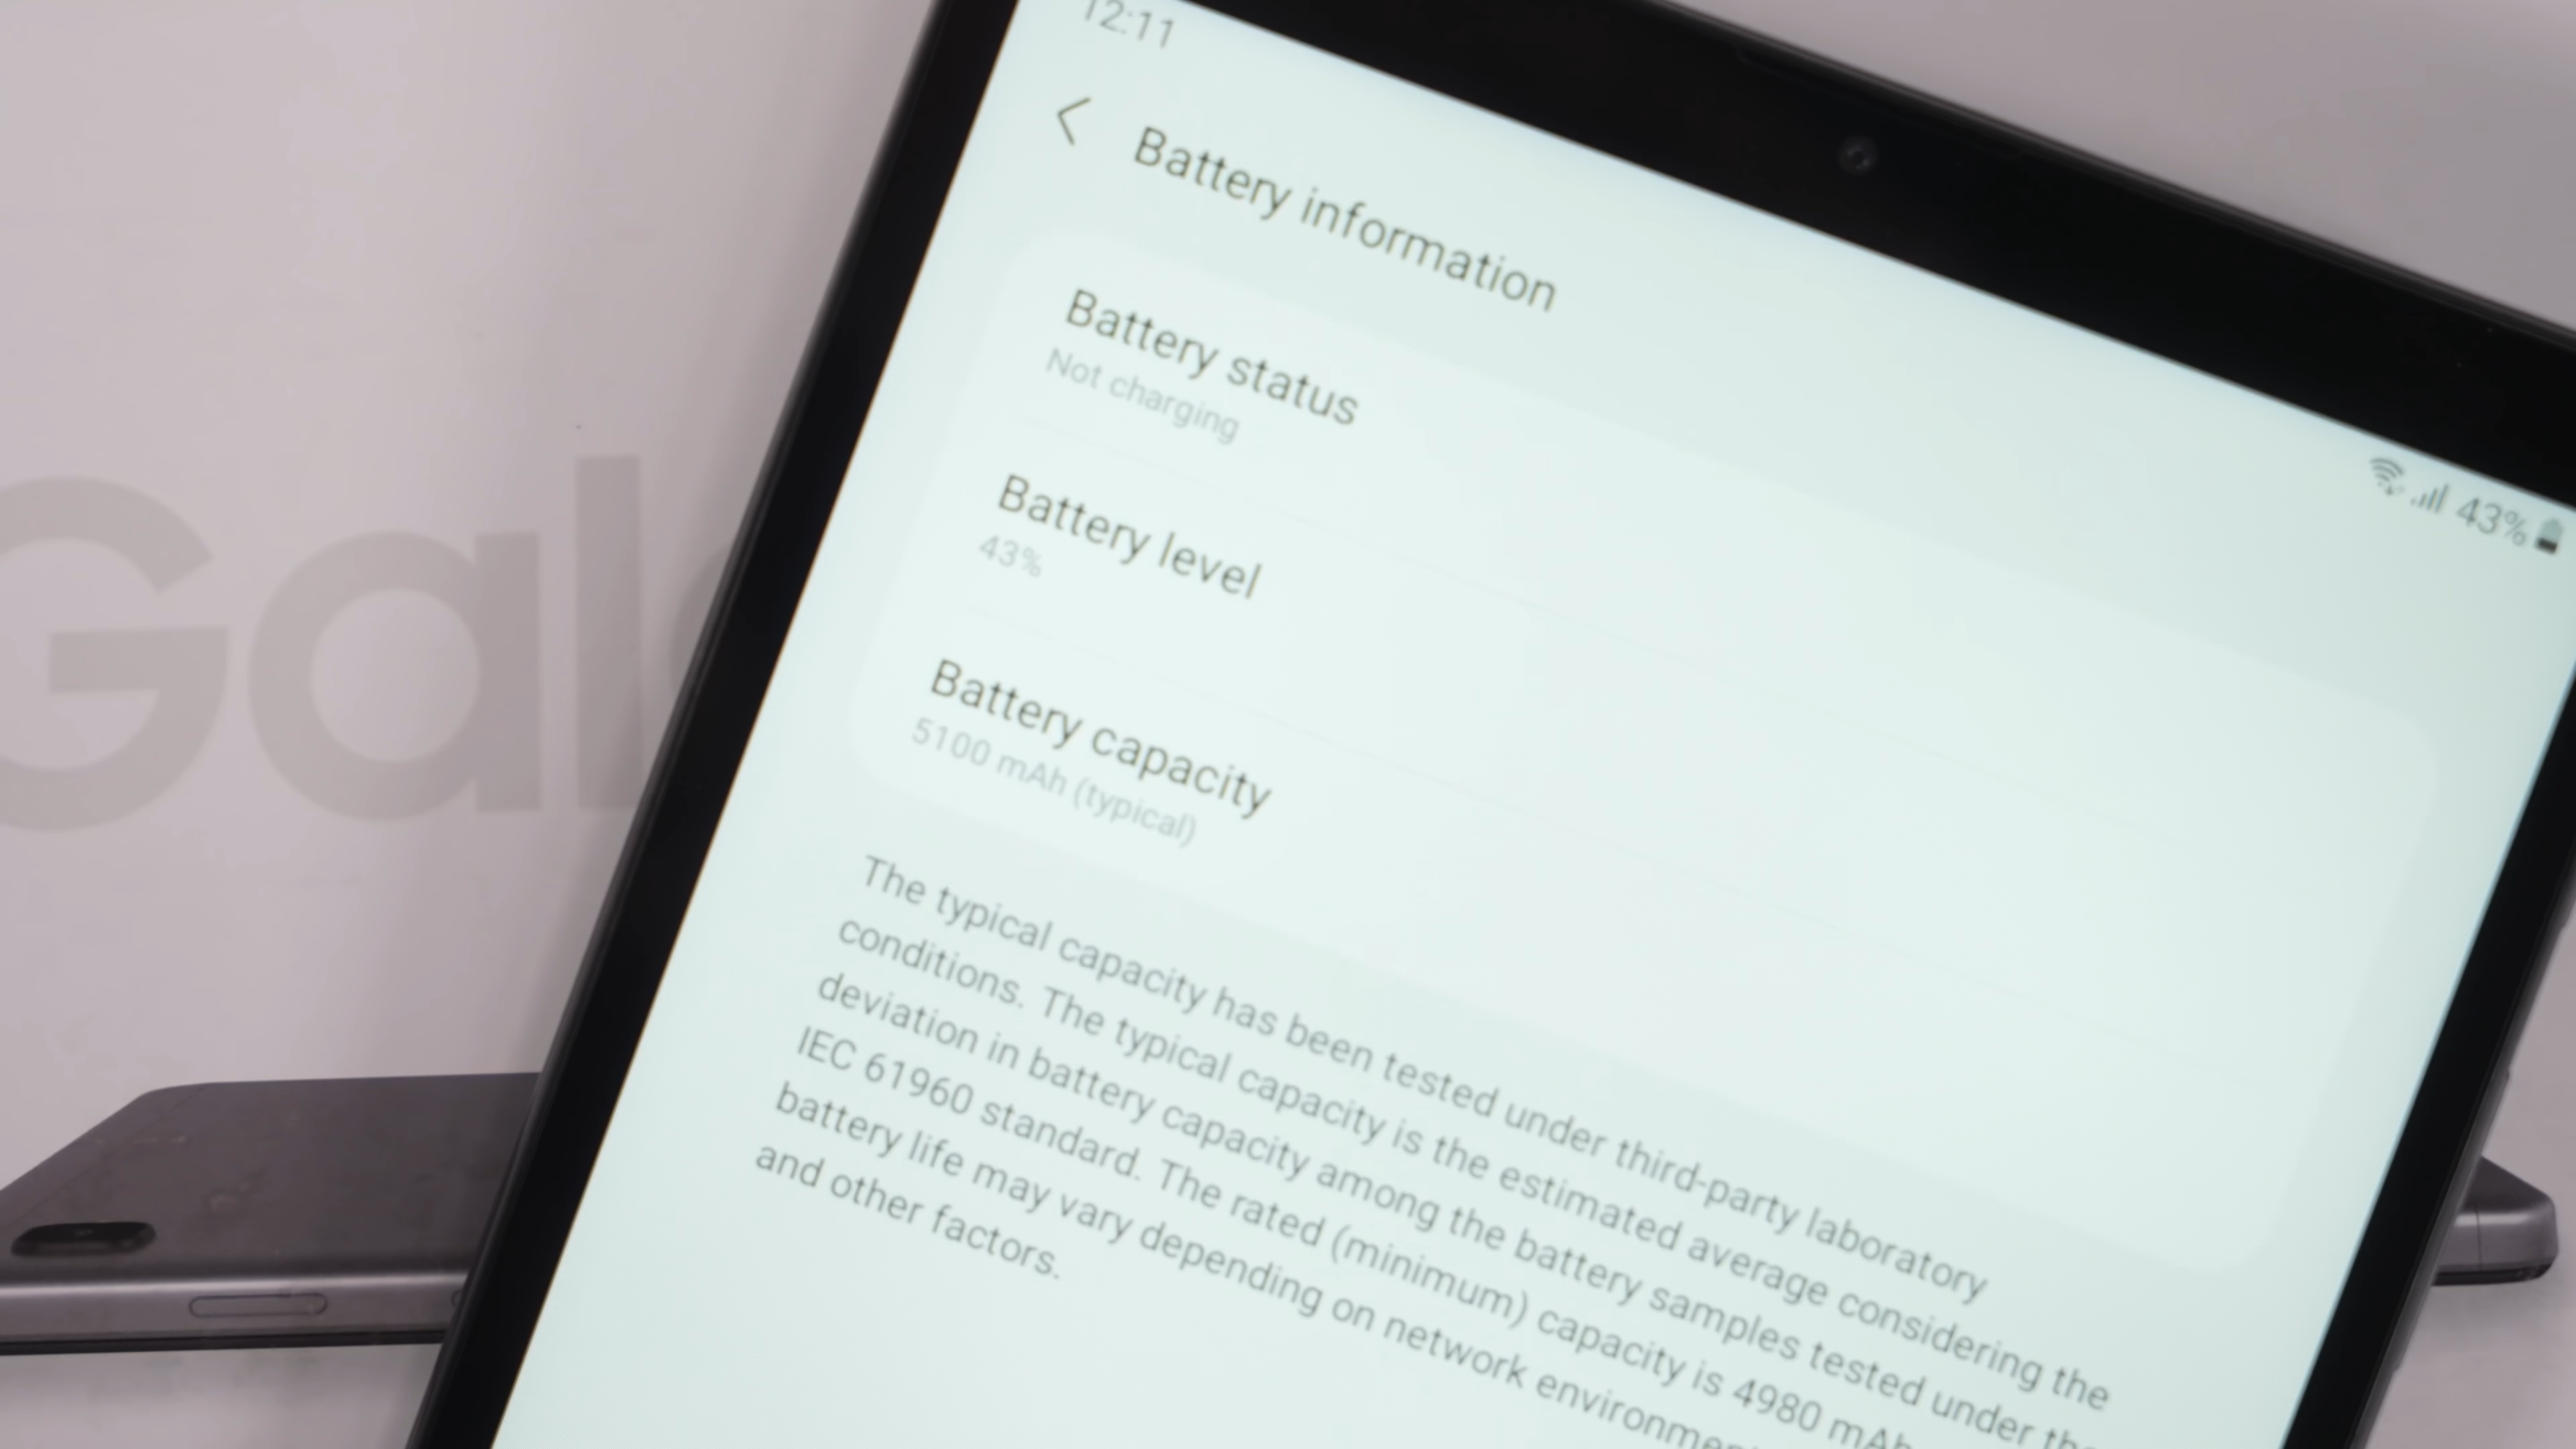 12:11
43%
Battery information
Battery status
Not charging
Battery level
43%
Battery capacity
5100 mAh (typical)
The typical capacity has been tested under third-party laboratory
conditions. The typical capacity is the estimated average considering the
deviation in battery capacity among the battery samples tested under the
IEC 61960 standard. The rated (minimum) capacity is 4980 mAh
battery life may vary depending on network
and other factors.
Gal